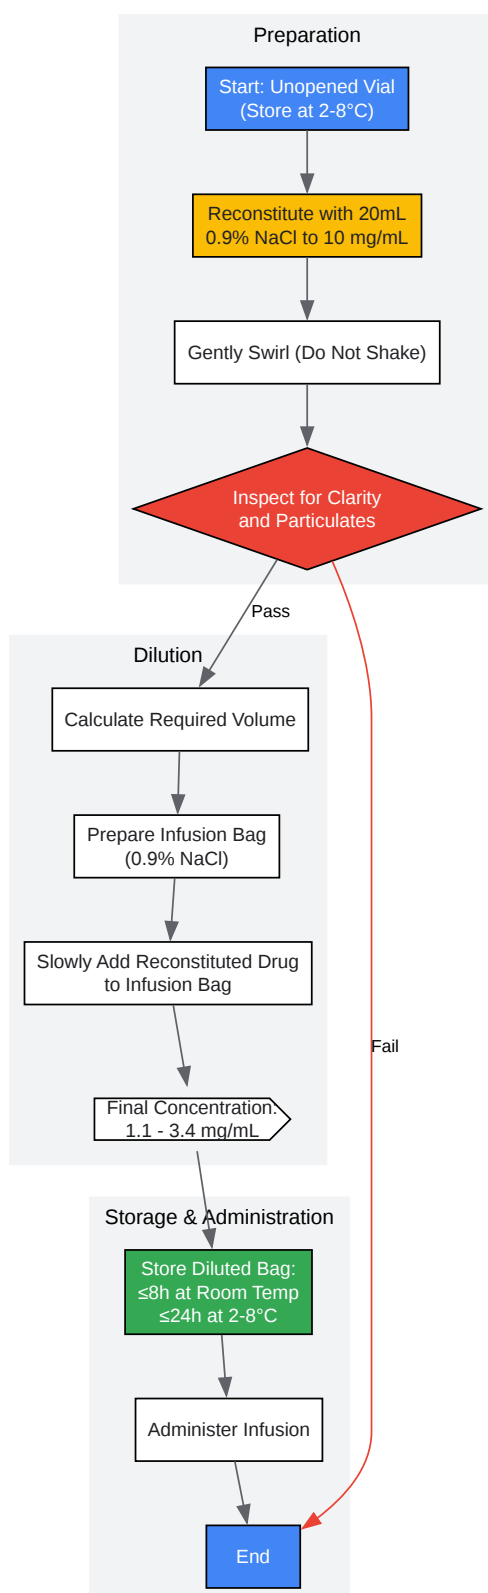 Preparation
Start: Unopened Vial
(Store at 2-8°C)
Reconstitute with 20mL
0.9% NaCl to 10 mg/mL
Gently Swirl (Do Not Shake)
Inspect for Clarity
and Particulates
Pass
Dilution
Calculate Required Volume
Prepare Infusion Bag
(0.9% NaCl)
Slowly Add Reconstituted Drug
to Infusion Bag
Fail
Final Concentration:
1.1 - 3.4 mg/mL
Storage & Administration
Store Diluted Bag:
≤8h at Room Temp
≤24h at 2-8°C
Administer Infusion
End